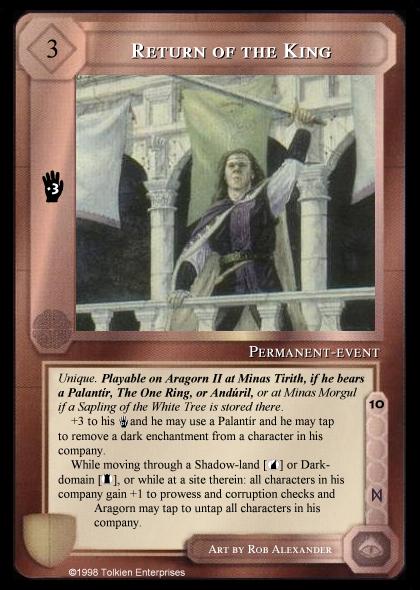 3
RETURN OF THE KING
3
PERMANENT-EVENT
Unique. Playable on Aragorn II at Minas Tirith, if he bears
a Palantír, The One Ring, or Andúril, or at Minas Morgul
if a Sapling of the White Tree is stored there.
+3 to his and he may use a Palantír and he may tap
to remove a dark enchantment from a character in his
company.
While moving through a Shadow-land [ ] or Dark-
domain [ ], or while at a site therein: all characters in his
company gain +1 to prowess and corruption checks and
Aragorn may tap to untap all characters in his
company.
10
ART BY ROB ALEXANDER
©1998 Tolkien Enterprises